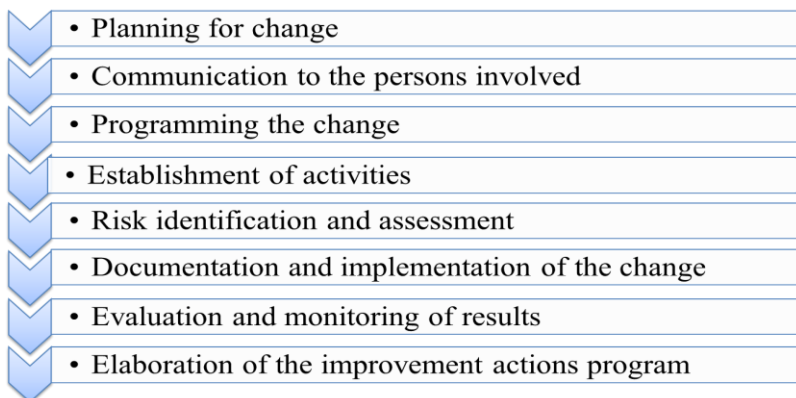 • Planning for change
• Communication to the persons involved
• Programming the change
• Establishment of activities
• Risk identification and assessment
• Documentation and implementation of the change
• Evaluation and monitoring of results
• Elaboration of the improvement actions program